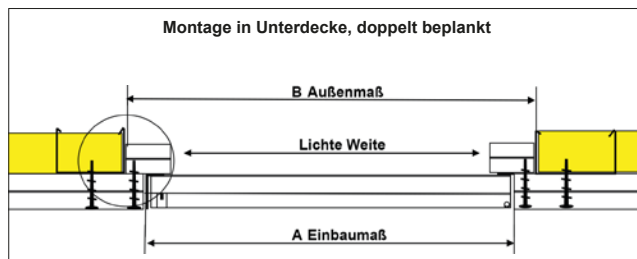 Montage in Unterdecke, doppelt beplankt
B Außenmaß
Lichte Weite
A Einbaumaß